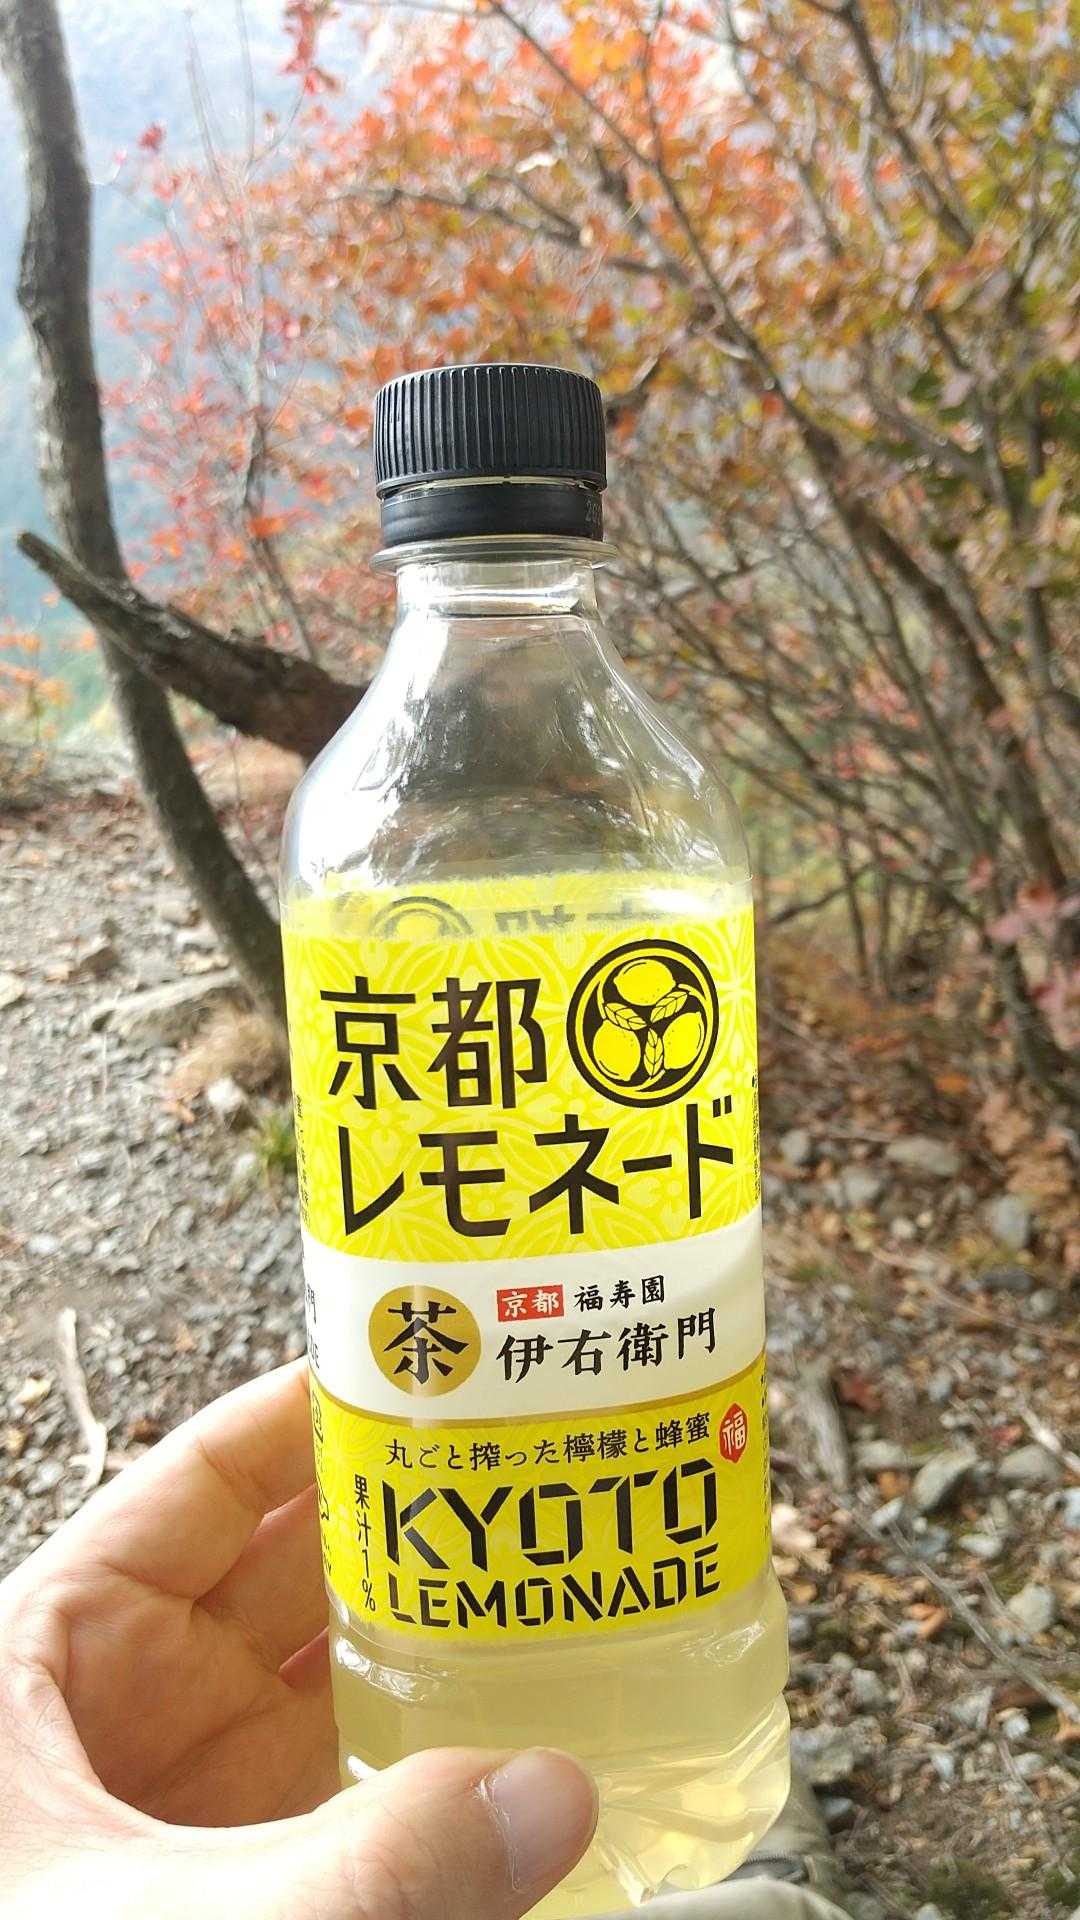 京都
レモネード
茶
京都 福寿園
伊右衛門
丸ごと搾った檸檬と蜂蜜
福
果汁1%
KYOTO
LEMONADE